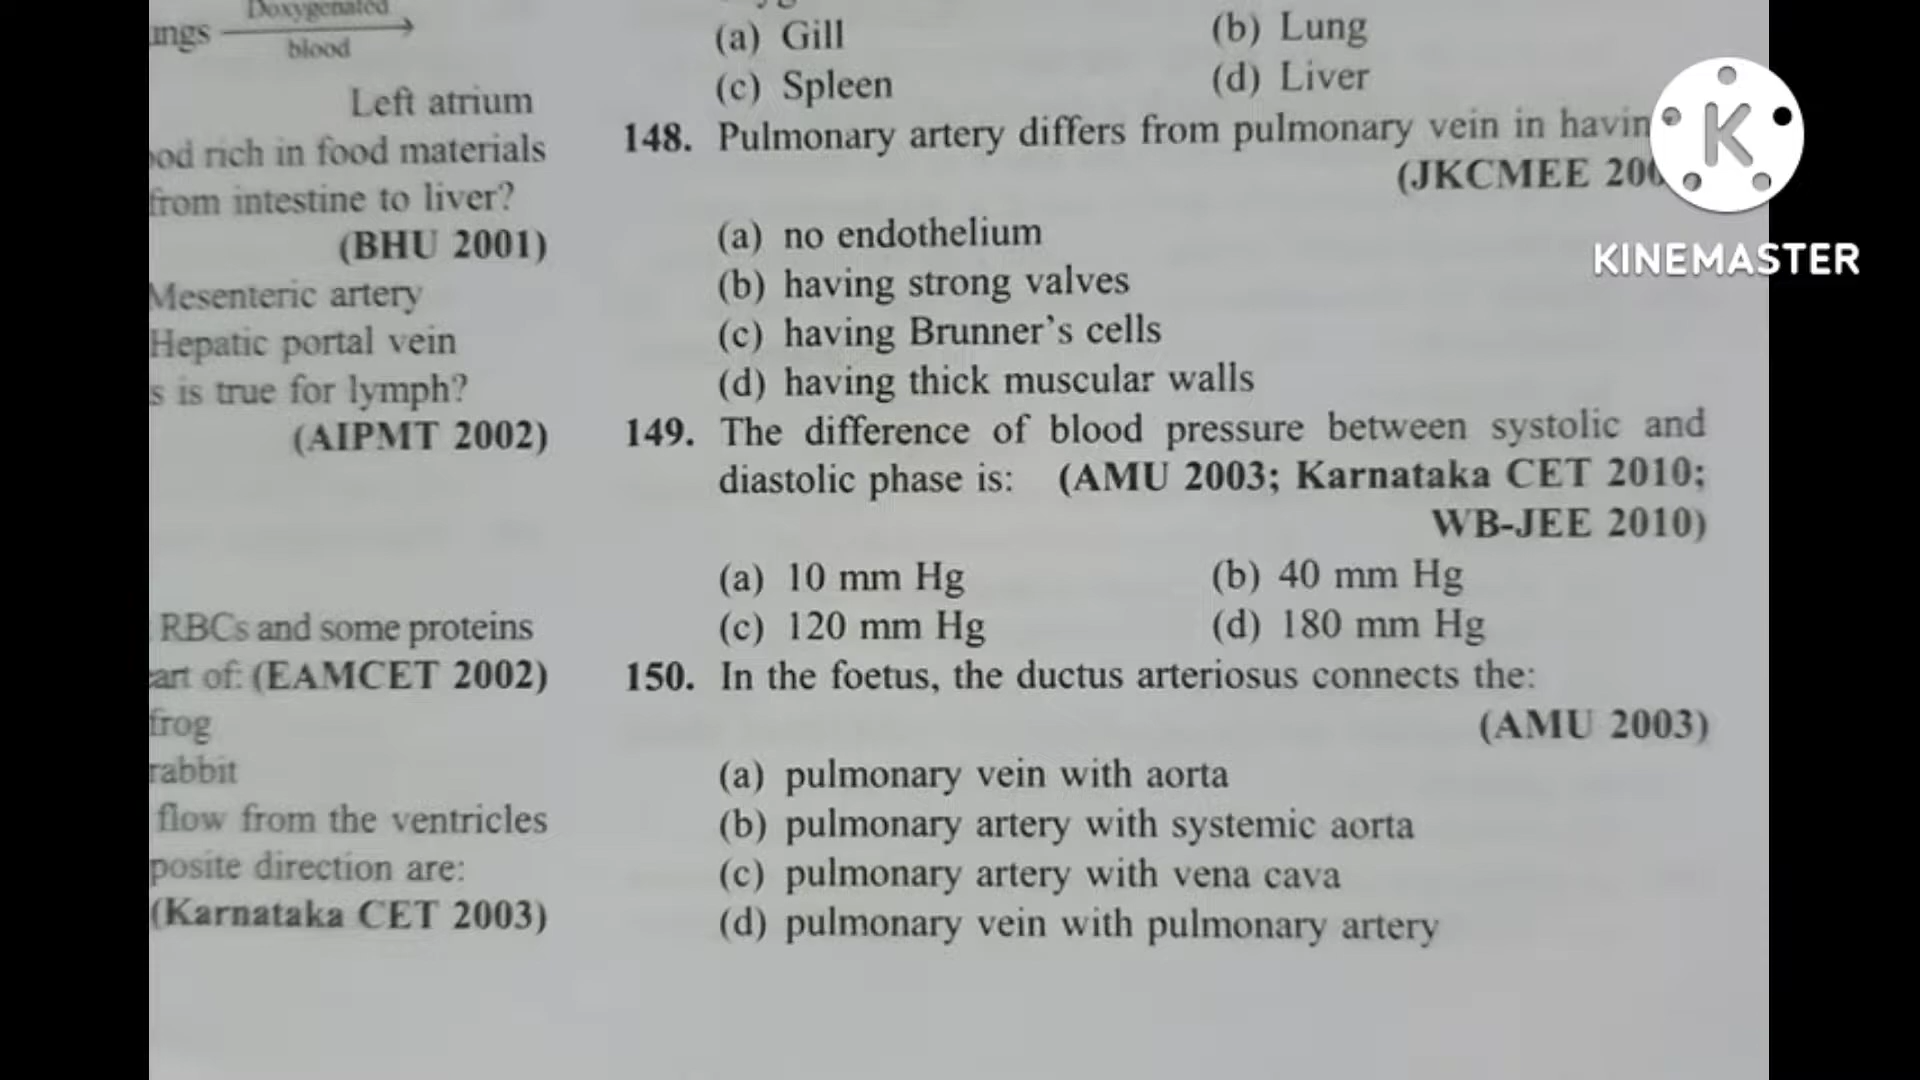 Doxygenated
ungs
blood
Left atrium
od rich in food materials
from intestine to liver?
(BHU 2001)
Mesenteric artery
Hepatic portal vein
s is true for lymph?
(AIPMT 2002)
RBCs and some proteins
art of: (EAMCET 2002)
frog
rabbit
flow from the ventricles
posite direction are:
(Karnataka CET 2003)
(a) Gill (b) Lung
(c) Spleen (d) Liver
148. Pulmonary artery differs from pulmonary vein in havin
(JKCMEE 200
(a) no endothelium
(b) having strong valves
(c) having Brunner's cells
(d) having thick muscular walls
149. The difference of blood pressure between systolic and
diastolic phase is: (AMU 2003; Karnataka CET 2010;
WB-JEE 2010)
(a) 10 mm Hg (b) 40 mm Hg
(c) 120 mm Hg (d) 180 mm Hg
150. In the foetus, the ductus arteriosus connects the:
(AMU 2003)
(a) pulmonary vein with aorta
(b) pulmonary artery with systemic aorta
(c) pulmonary artery with vena cava
(d) pulmonary vein with pulmonary artery
K
KINEMASTER